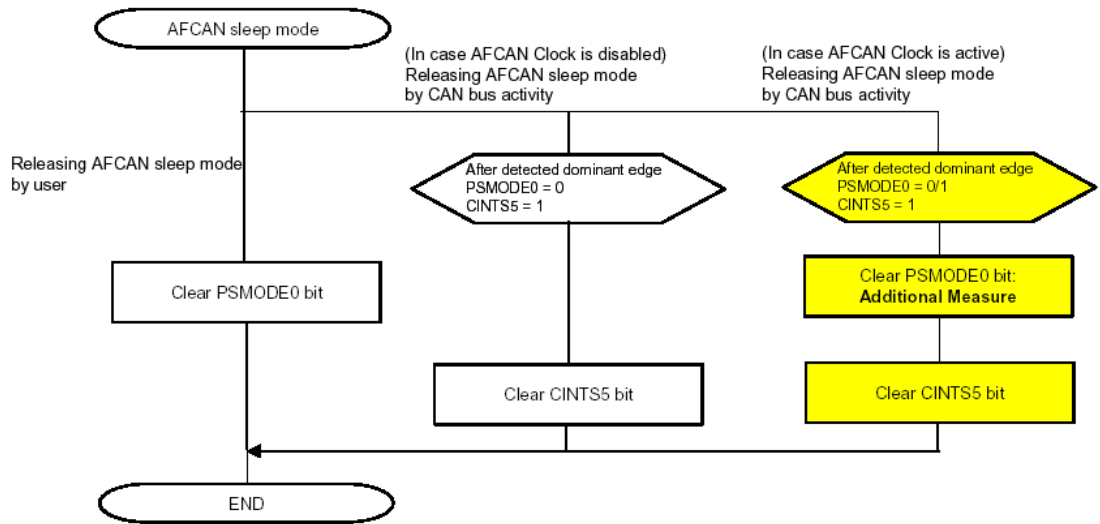 AFCAN sleep mode
(In case AFCAN Clock is disabled)
Releasing AFCAN sleep mode
by CAN bus activity
(In case AFCAN Clock is active)
Releasing AFCAN sleep mode
by CAN bus activity
Releasing AFCAN sleep mode
by user
After detected dominant edge
PSMODE0 = 0
CINTS5 = 1
After detected dominant edge
PSMODE0 = 0/1
CINTS5 = 1
Clear PSMODE0 bit
Clear PSMODE0 bit:
Additional Measure
Clear CINTS5 bit
Clear CINTS5 bit
END